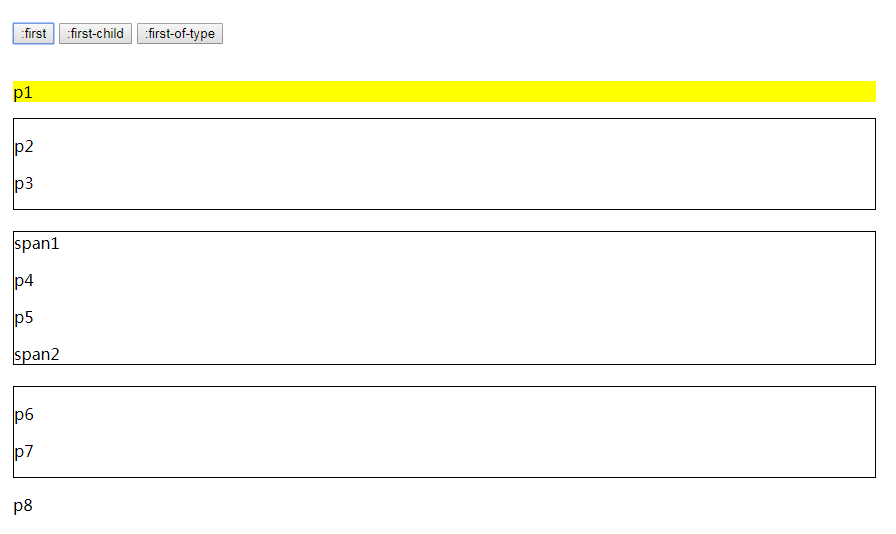 :first :first-child :first-of-type
p1
p2
p3
span1
p4
p5
span2
p6
p7
p8